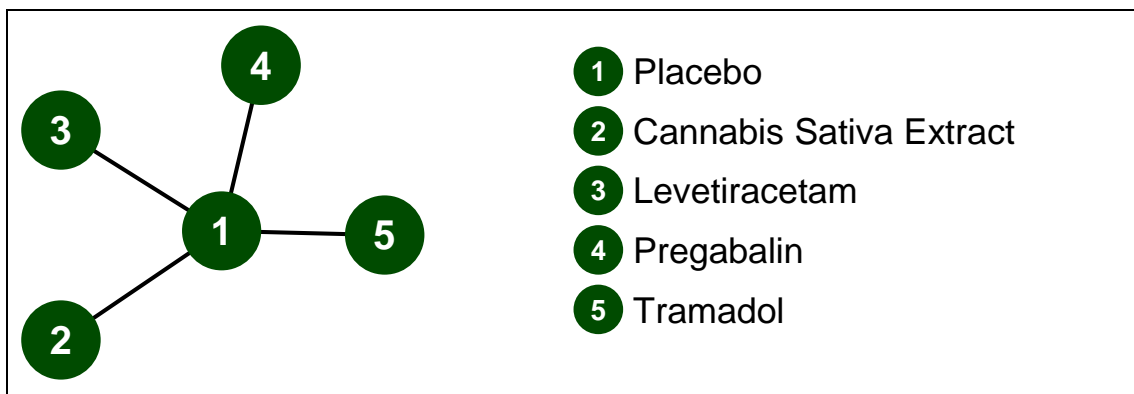 4
3
1
5
2
1 Placebo
2 Cannabis Sativa Extract
3 Levetiracetam
4 Pregabalin
5 Tramadol